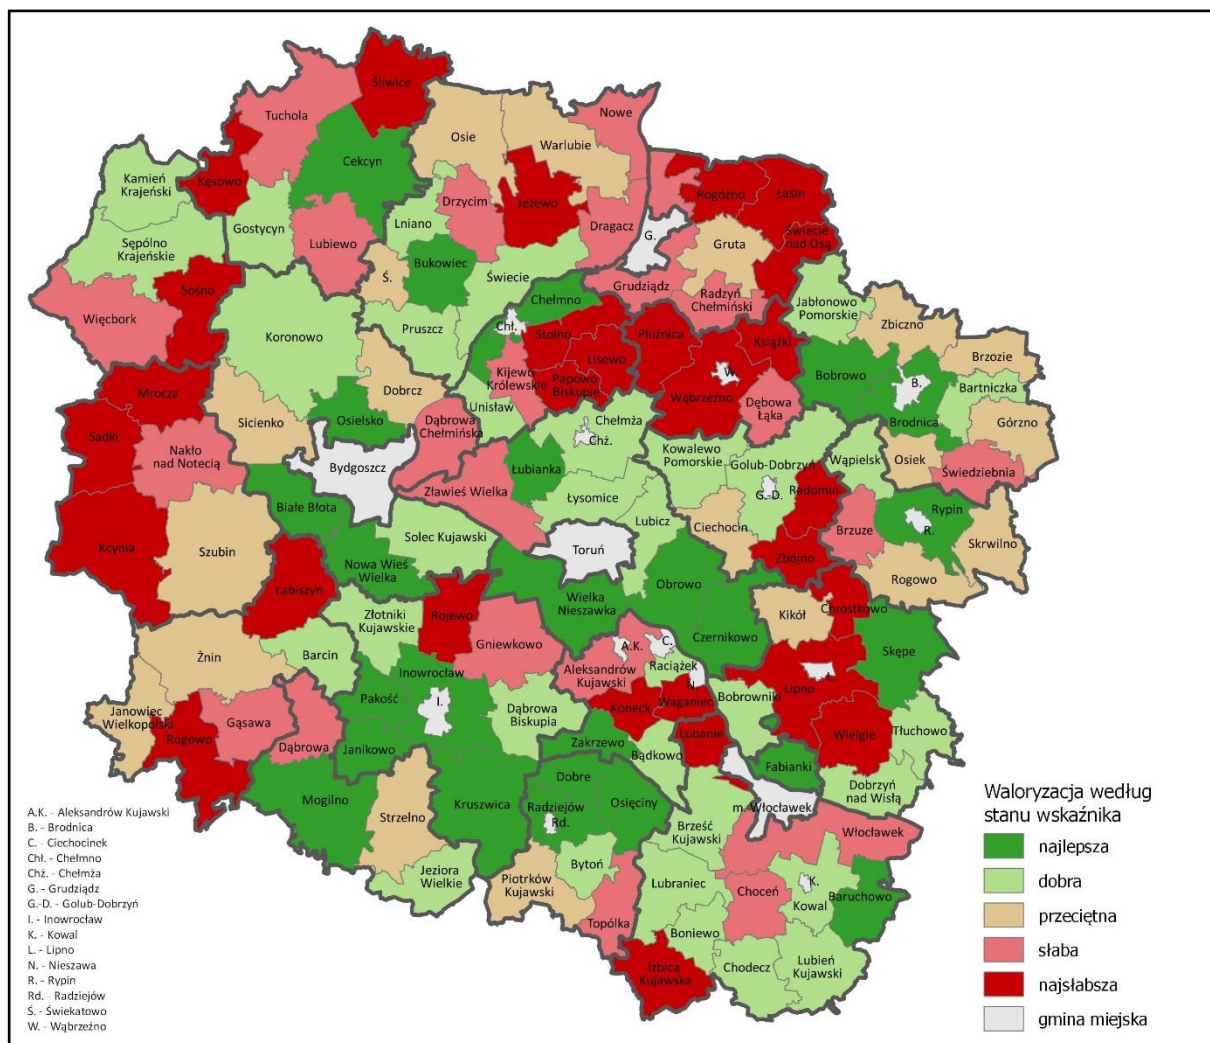 Śliwice
Tuchola
Nowe
Osie
Warlubie
Cekcyn
Kamień
Krajeński
Kęsowo
Rogóźno
Łasin
Drzycim
Jeżewo
Lniano
Dragacz
Gostycyn
Lubiewo
G.
Gruta
Świecie
nad Osą
Sępólno
Krajeńskie
Bukowiec
Ś.
Świecie
Sośno
Grudziądz
Radzyń
Chełmiński
Chełmno
Jabłonowo
Pomorskie
Więcbork
Zbiczno
Koronowo
Pruszcz
Chł.
Stolno
Płużnica
Książki
Lisewo
Brzozie
Kijewo
Królewskie
W.
Bobrowo
B.
Bartniczka
Mrocza
Dobrcz
Papowo
Biskupie
Wąbrzeźno
Dębowa
Łąka
Unisław
Osielsko
Sicienko
Dąbrowa
Chełmińska
Chełmża
Chż.
Brodnica
Górzno
Sadki
Nakło
nad Notecią
Bydgoszcz
Łubianka
Kowalewo
Pomorskie
Golub-Dobrzyń
Wąpielsk
Osiek
Świedziebnia
G.-D.
Radomin
Zławieś Wielka
Łysomice
Białe Błota
Lubicz
Rypin
R.
Ciechocin
Brzuze
Kcynia
Szubin
Solec Kujawski
Toruń
Skrwilno
Nowa Wieś
Wielka
Zbójno
Rogowo
Łabiszyn
Obrowo
Wielka
Nieszawka
Złotniki
Kujawskie
Rojewo
Kikół
Chrostkowo
Gniewkowo
Czernikowo
A.K.
C.
Skępe
Żnin
Barcin
Raciążek
Aleksandrów
Kujawski
Inowrocław
Pakość
N.
L.
Lipno
Bobrowniki
Janowiec
Wielkopolski
Gąsawa
I.
Dąbrowa
Biskupia
Koneck
Waganiec
Rogowo
Dąbrowa
Janikowo
Zakrzewo
Lubanie
Wielgie
Tłuchowo
Bądkowo
Fabianki
Dobre
Dobrzyń
nad Wisłą
Mogilno
Kruszwica
Radziejów
Rd.
Osięciny
m. Włocławek
Strzelno
Brześć
Kujawski
Włocławek
Bytoń
Jeziora
Wielkie
Lubraniec
Choceń
K.
Kowal
Baruchowo
Piotrków
Kujawski
Topólka
Boniewo
Izbica
Kujawska
Chodecz
Lubień
Kujawski
A.K. - Aleksandrów Kujawski
B. - Brodnica
C. - Ciechocinek
Chł. - Chełmno
Chż. - Chełmża
G. - Grudziądz
G.-D. - Golub-Dobrzyń
I. - Inowrocław
K. - Kowal
L. - Lipno
N. - Nieszawa
R. - Rypin
Rd. - Radziejów
Ś. - Świekatowo
W. - Wąbrzeźno
Waloryzacja według
stanu wskaźnika
najlepsza
dobra
przeciętna
słaba
najsłabsza
gmina miejska